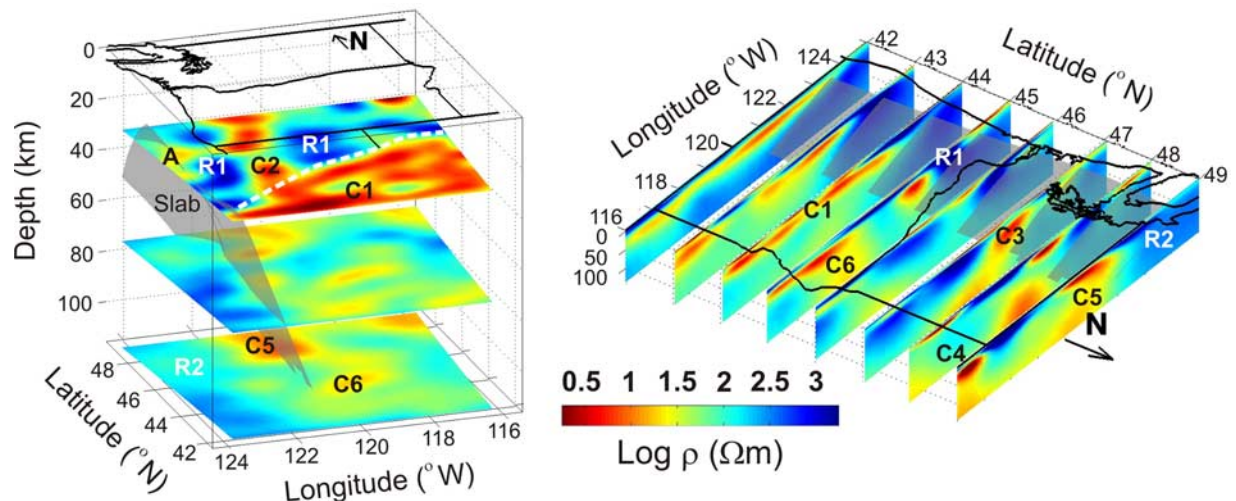 N
0
20
40
60
80
100
Depth (km)
A
R1
C2
R1
C1
Slab
C5
R2
C6
48
46
44
42
Latitude (°N)
124
122
120
118
116
Longitude (°W)
Latitude (°N)
42
43
44
45
46
47
48
49
Longitude (°W)
124
122
120
118
116
0
50
100
R1
C1
C3
R2
C6
C5
N
C4
0.5 1 1.5 2 2.5 3
Log ρ (Ωm)